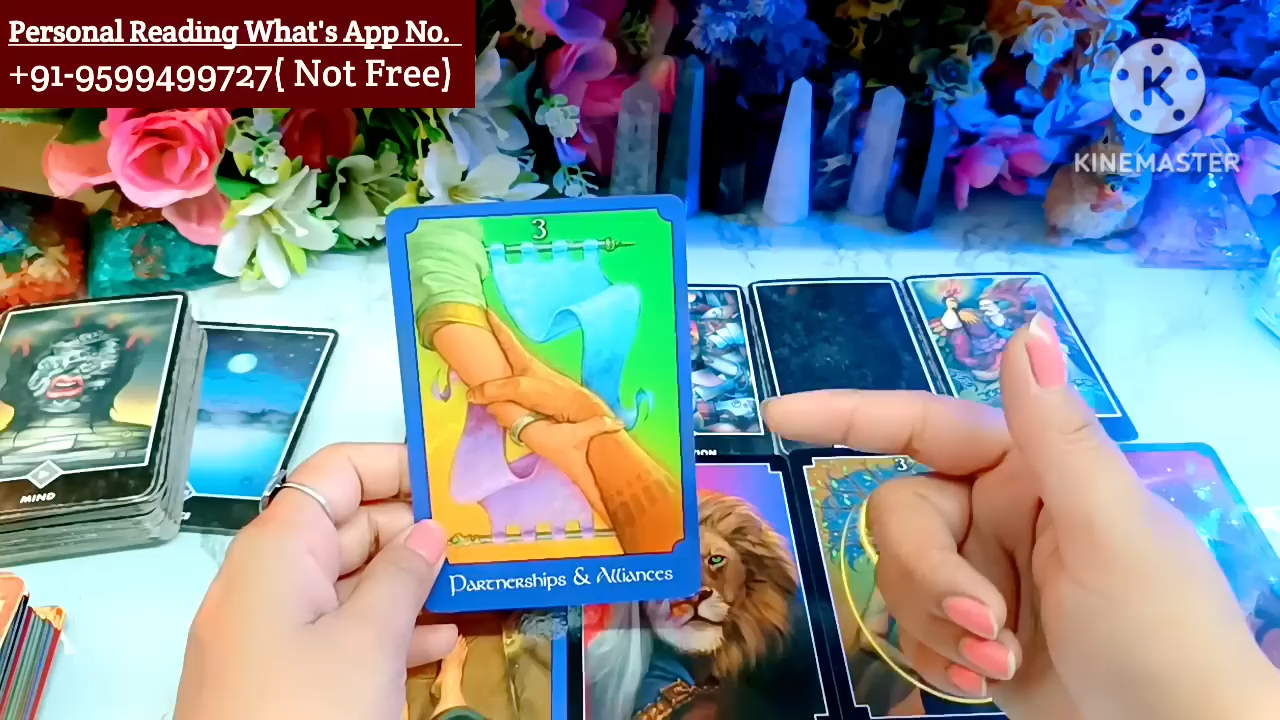 Personal Reading What's App No.
+91-9599499727( Not Free)
K
KINEMASTER
3
Partnerships & Alliances
MIND
3